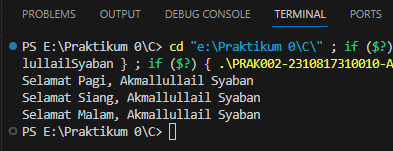 PROBLEMS OUTPUT DEBUG CONSOLE TERMINAL PORTS
PS E:\Praktikum 0\C> cd "e:\Praktikum 0\C\" ; if ($?)
lullailSyaban } ; if ($?) { .\PRAK002-2310817310010-A
Selamat Pagi, Akmallullail Syaban
Selamat Siang, Akmallullail Syaban
Selamat Malam, Akmallullail Syaban
PS E:\Praktikum 0\C>